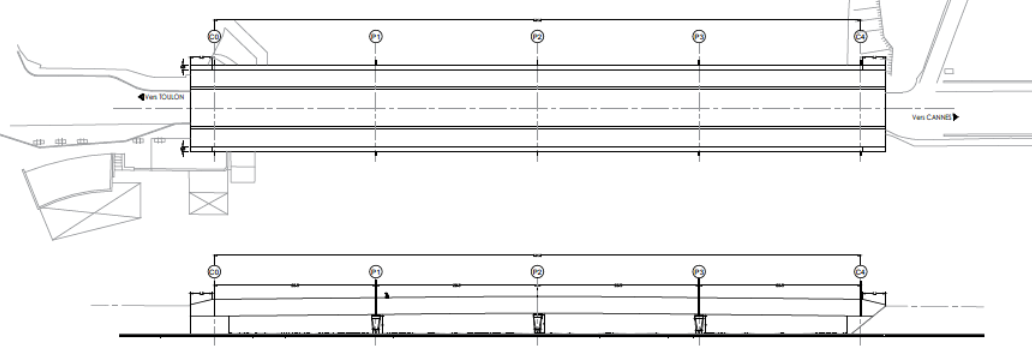 C0 P1 P2 P3 C4
Vers TOULON
Vers CANNES
C0 P1 P2 P3 C4